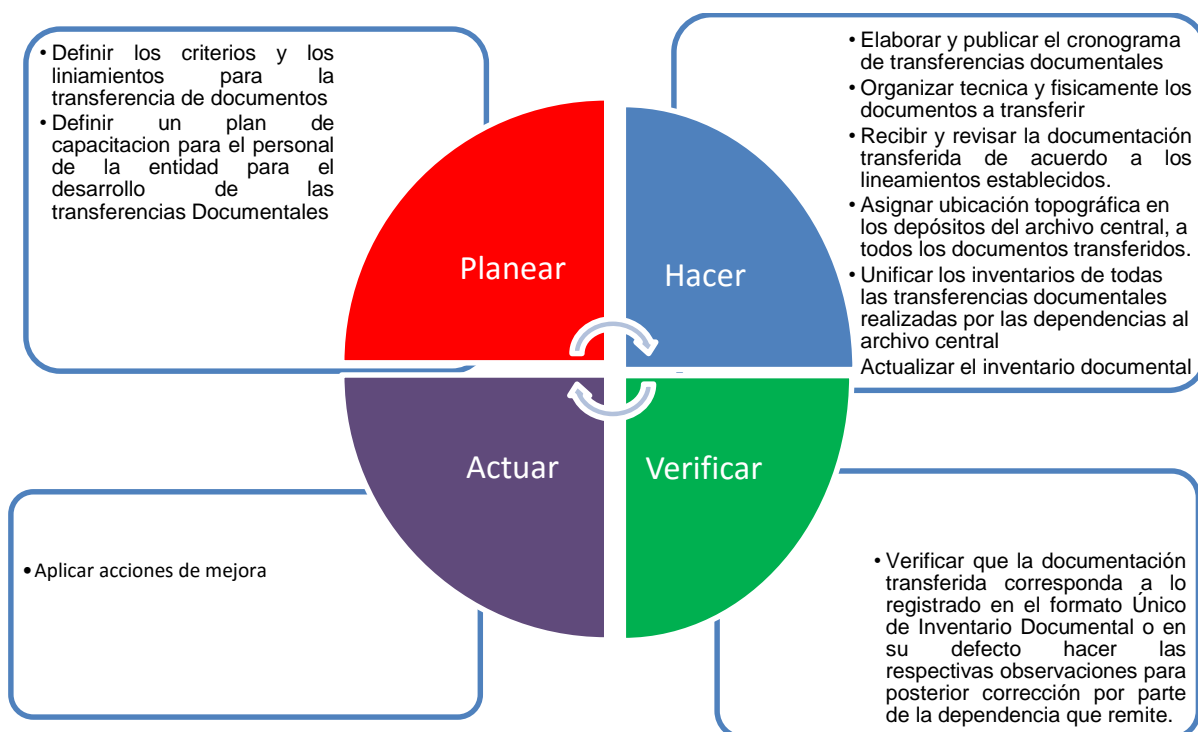 • Definir los criterios y los
liniamientos para la
transferencia de documentos
• Definir un plan de
capacitacion para el personal
de la entidad para el
desarrollo de las
transferencias Documentales
• Elaborar y publicar el cronograma
de transferencias documentales
• Organizar tecnica y fisicamente los
documentos a transferir
• Recibir y revisar la documentación
transferida de acuerdo a los
lineamientos establecidos.
• Asignar ubicación topográfica en
los depósitos del archivo central, a
todos los documentos transferidos.
• Unificar los inventarios de todas
las transferencias documentales
realizadas por las dependencias al
archivo central
Actualizar el inventario documental
Planear
Hacer
Actuar
Verificar
• Aplicar acciones de mejora
• Verificar que la documentación
transferida corresponda a lo
registrado en el formato Único
de Inventario Documental o en
su defecto hacer las
respectivas observaciones para
posterior corrección por parte
de la dependencia que remite.